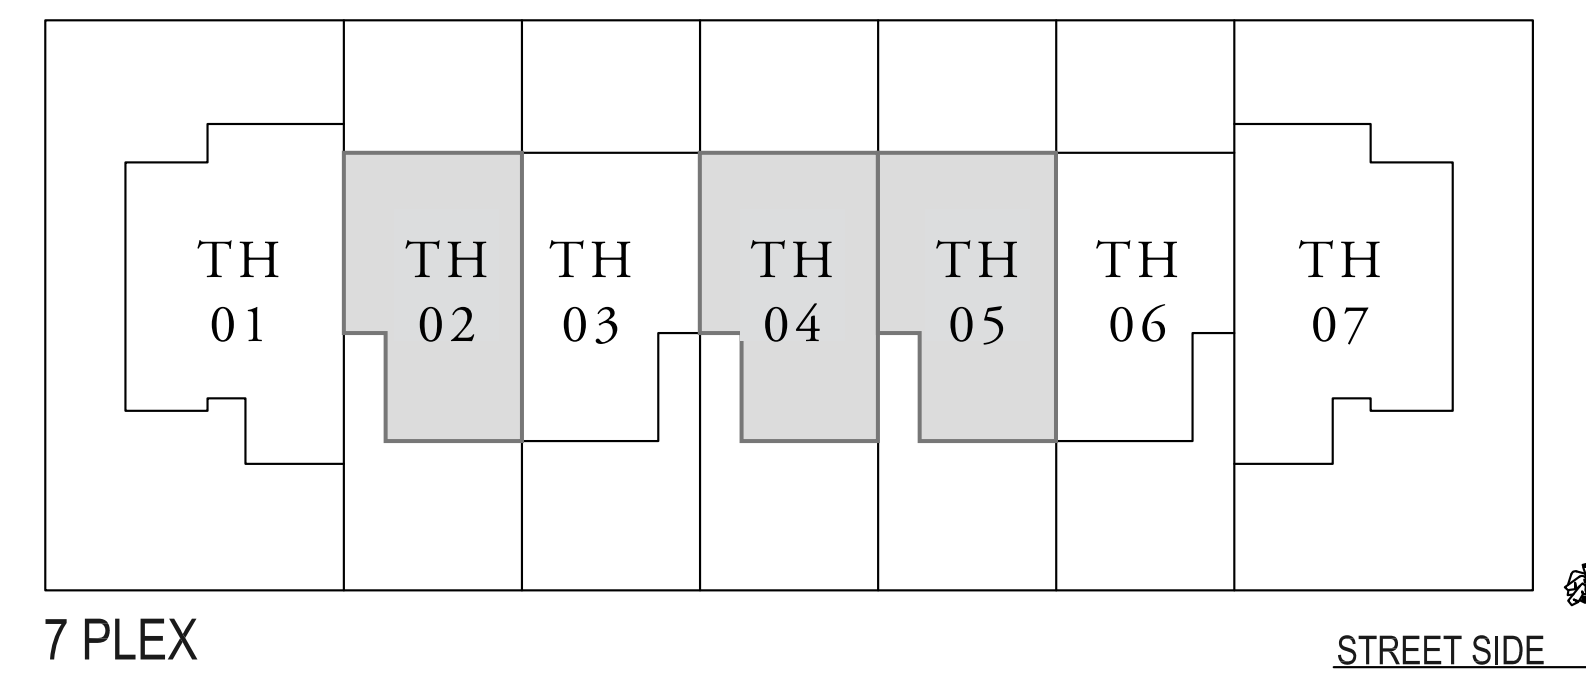 TH TH TH TH TH TH TH
01 02 03 04 05 06 07
7 PLEX
STREET SIDE